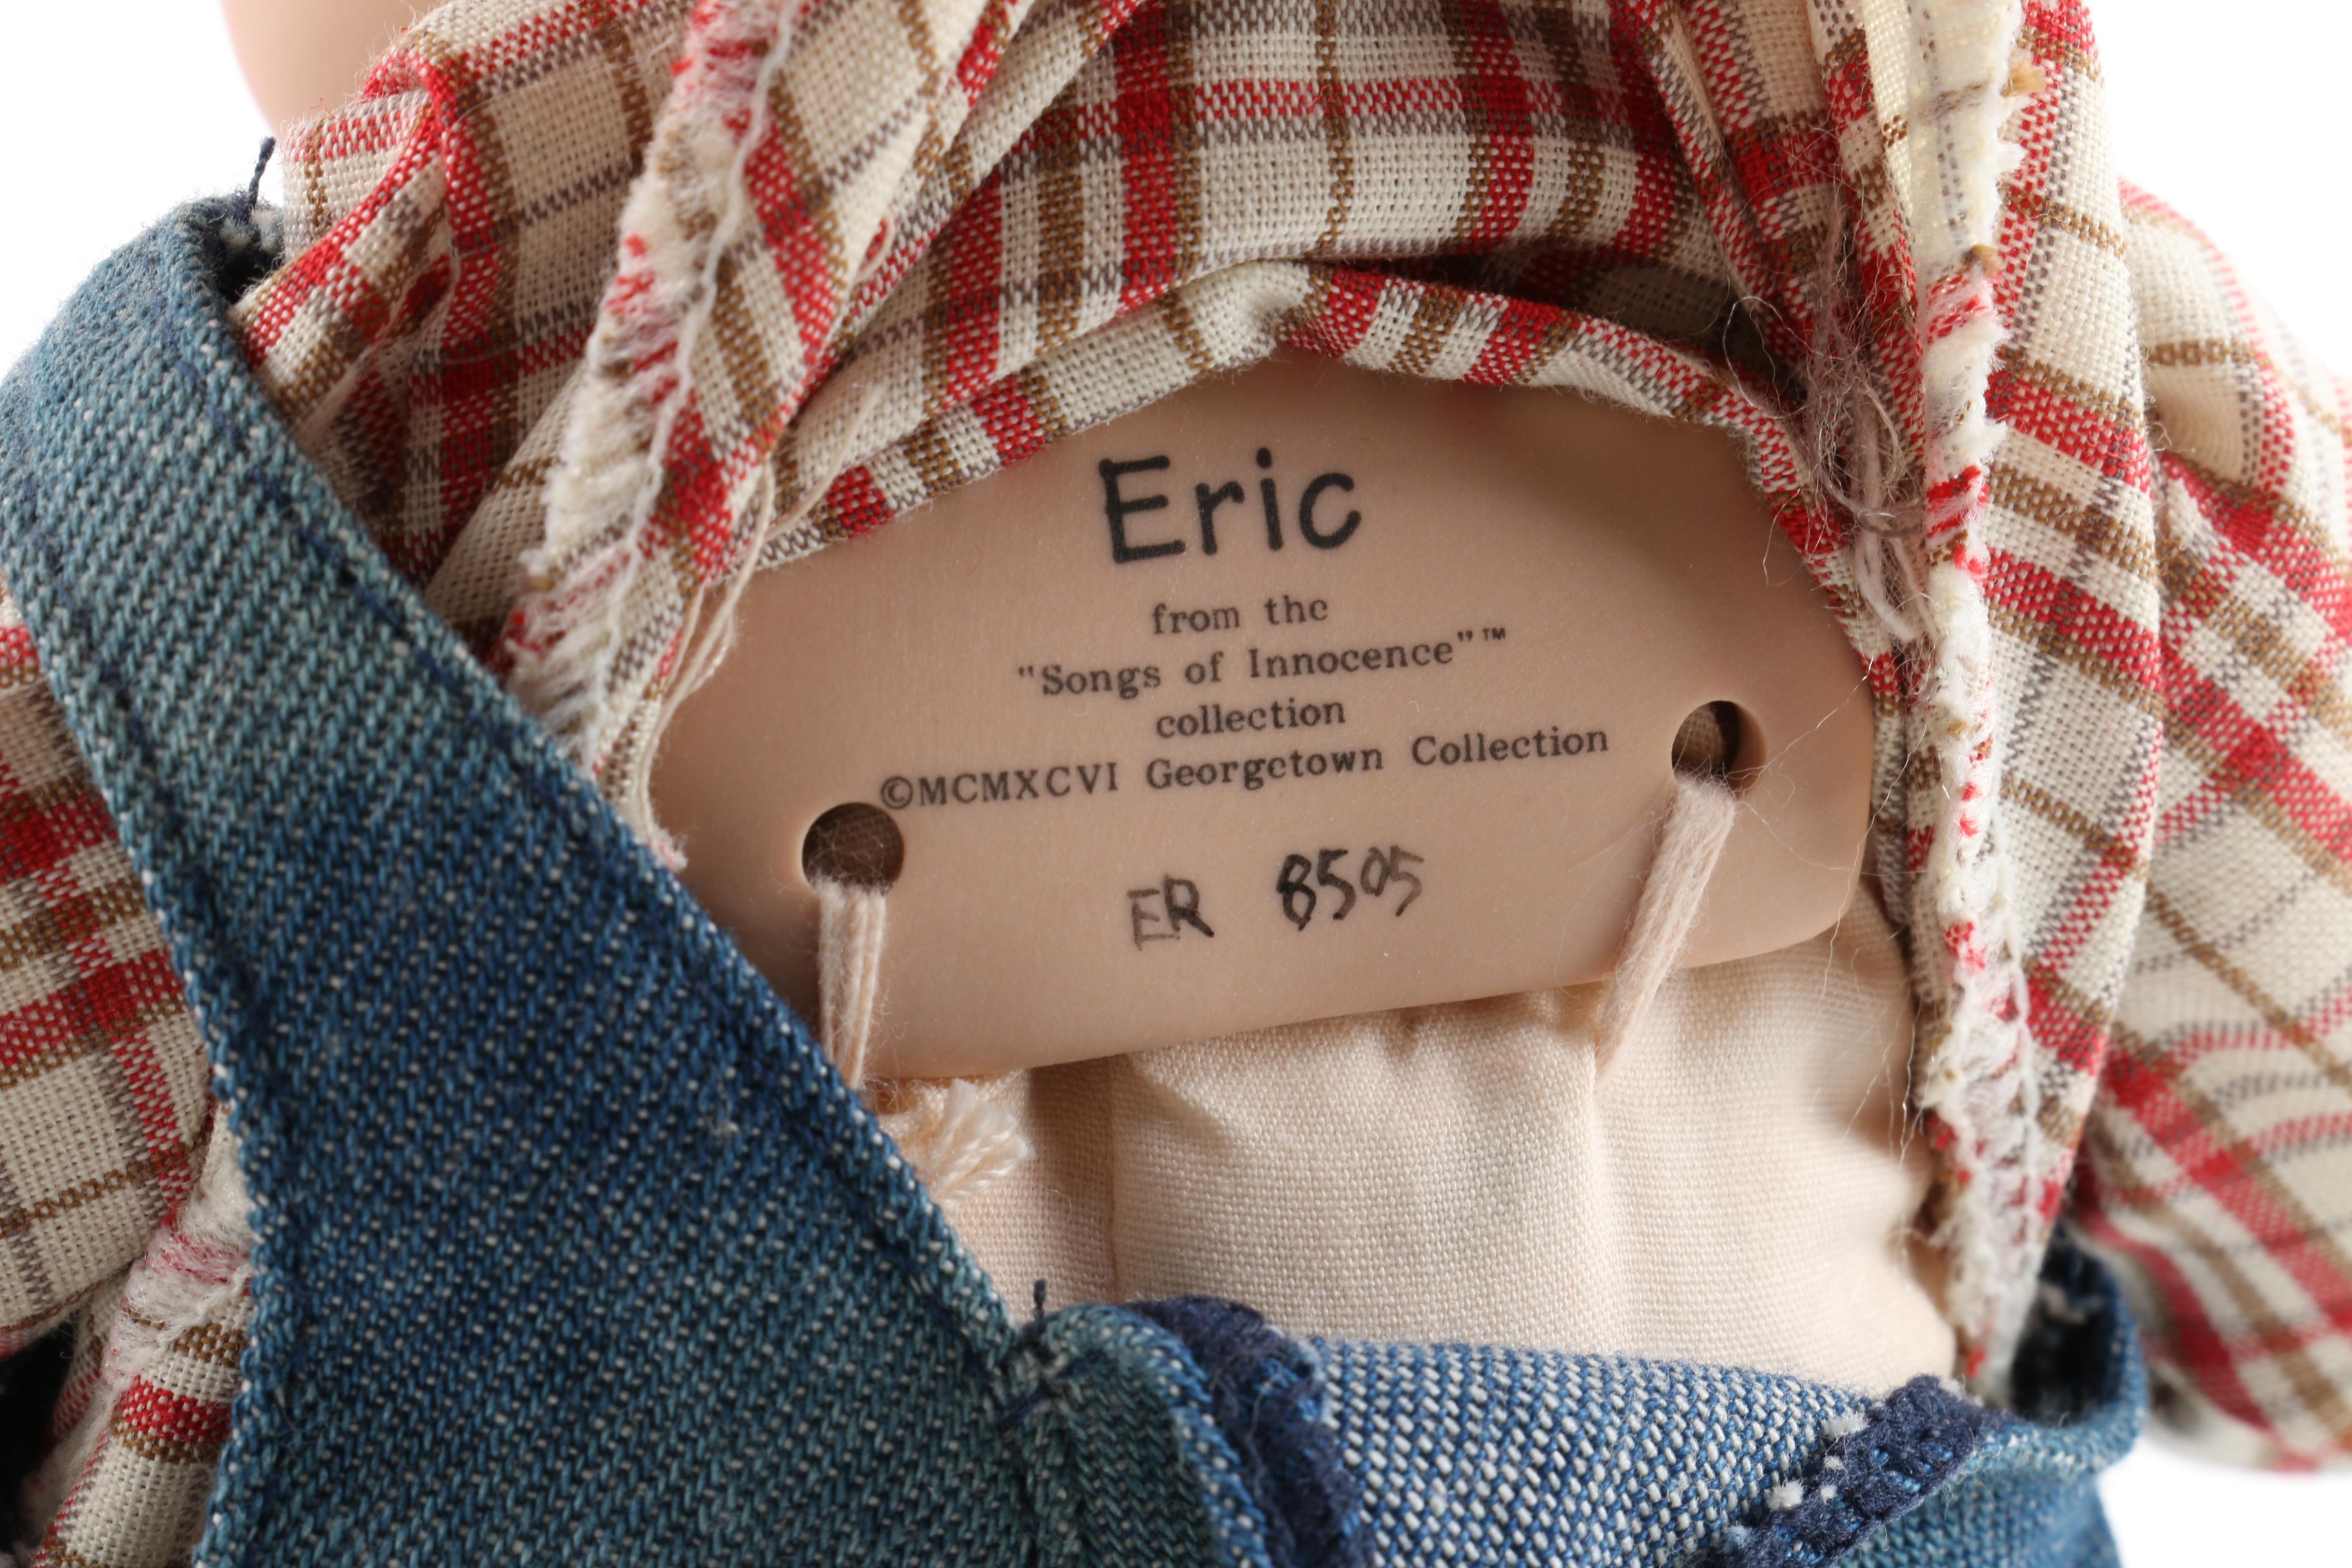 Eric
from the
"Songs of Innocence"™
collection
©MCMXCVI Georgetown Collection
ER 8505